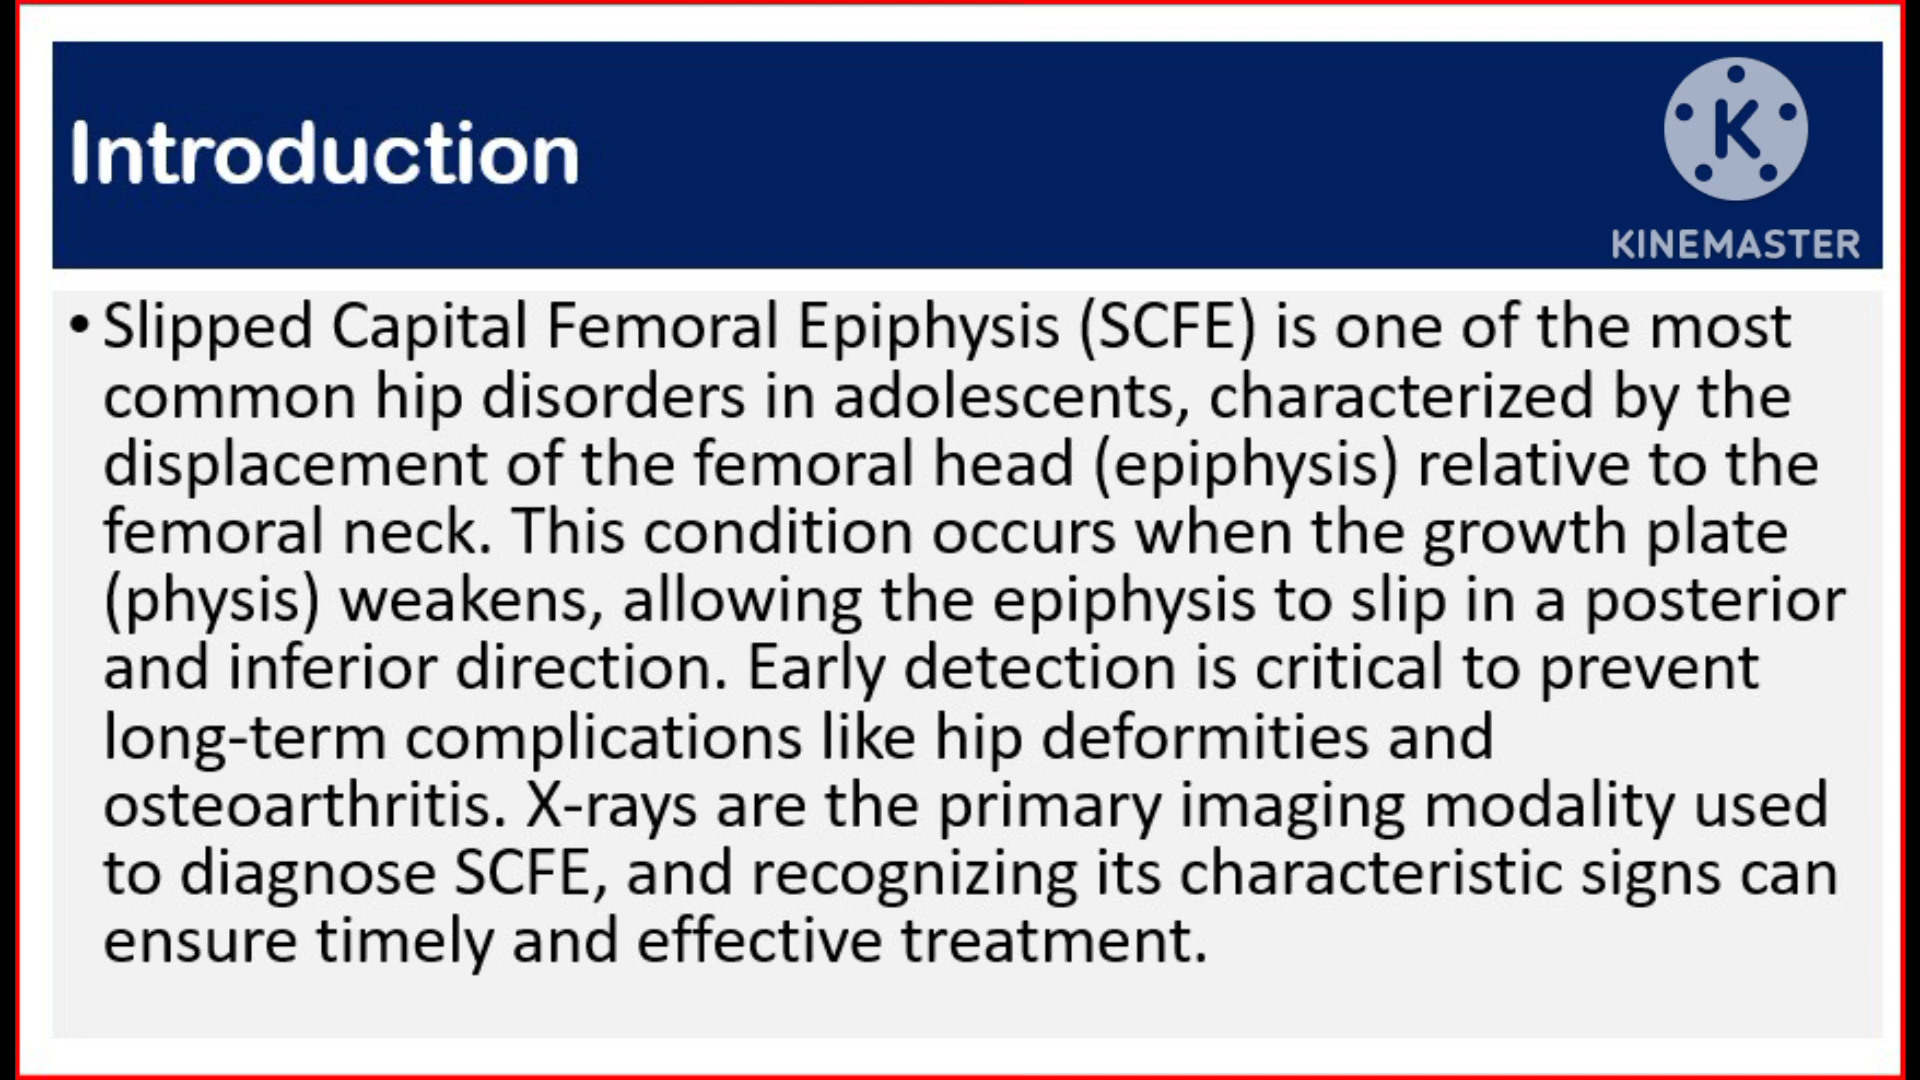 Introduction
K
KINEMASTER
• Slipped Capital Femoral Epiphysis (SCFE) is one of the most
common hip disorders in adolescents, characterized by the
displacement of the femoral head (epiphysis) relative to the
femoral neck. This condition occurs when the growth plate
(physis) weakens, allowing the epiphysis to slip in a posterior
and inferior direction. Early detection is critical to prevent
long-term complications like hip deformities and
osteoarthritis. X-rays are the primary imaging modality used
to diagnose SCFE, and recognizing its characteristic signs can
ensure timely and effective treatment.